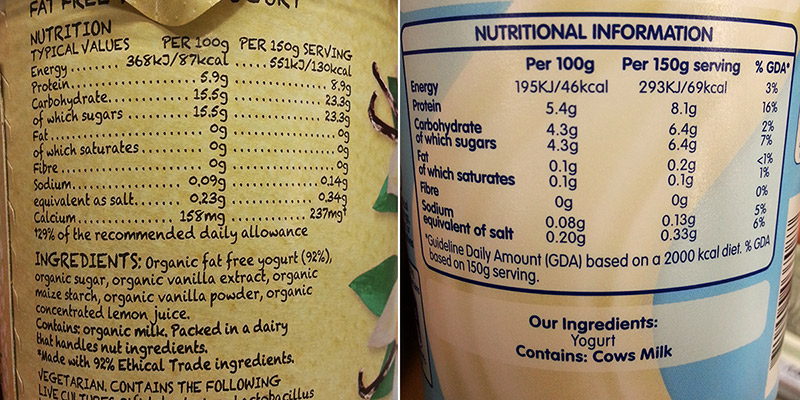 FAT FREE
NUTRITION
TYPICAL VALUES PER 100g PER 150g SERVING
Energy 368kJ/87kcal 551kJ/130kcal
Protein 5.9g 8.9g
Carbohydrate 15.5g 23.3g
of which sugars 15.5g 23.3g
Fat 0g 0g
of which saturates 0g 0g
Fibre 0g 0g
Sodium 0.09g 0.14g
equivalent as salt 0.23g 0.34g
Calcium 158mg 237mg†
†29% of the recommended daily allowance
INGREDIENTS: Organic fat free yogurt (92%),
organic sugar, organic vanilla extract, organic
maize starch, organic vanilla powder, organic
concentrated lemon juice.
Contains: organic milk. Packed in a dairy
that handles nut ingredients.
*Made with 92% Ethical Trade ingredients.
VEGETARIAN. CONTAINS THE FOLLOWING
LIVE CULTURES:
NUTRITIONAL INFORMATION
Per 100g Per 150g serving % GDA*
Energy 195KJ/46kcal 293KJ/69kcal 3%
Protein 5.4g 8.1g 16%
Carbohydrate 4.3g 6.4g 2%
of which sugars 4.3g 6.4g 7%
Fat 0.1g 0.2g <1%
of which saturates 0.1g 0.1g 1%
Fibre 0g 0g 0%
Sodium 0.08g 0.13g 5%
equivalent of salt 0.20g 0.33g 6%
*Guideline Daily Amount (GDA) based on a 2000 kcal diet. % GDA
based on 150g serving.
Our Ingredients:
Yogurt
Contains: Cows Milk